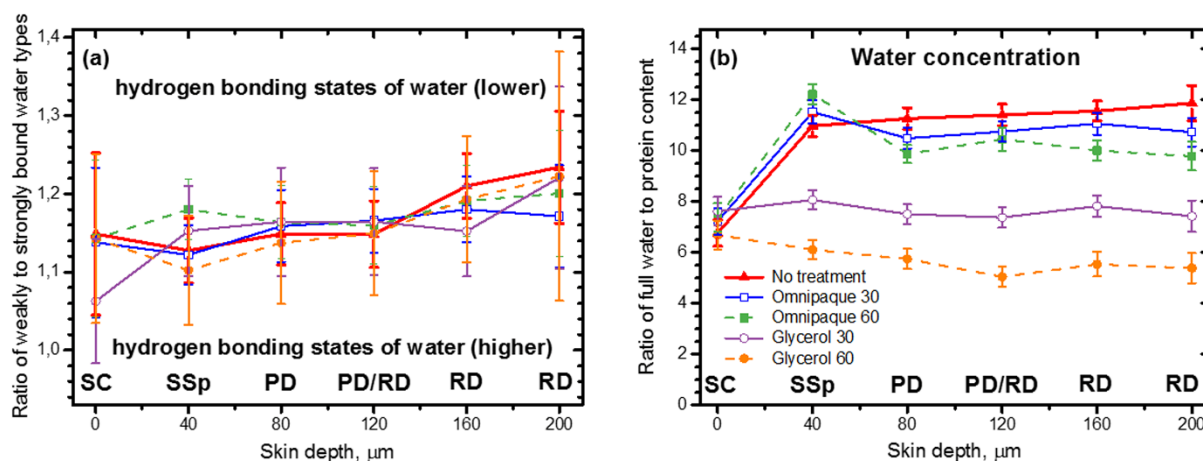 (a)
hydrogen bonding states of water (lower)
hydrogen bonding states of water (higher)
Ratio of weakly to strongly bound water types
1,4
1,3
1,2
1,1
1,0
SC SSp PD PD/RD RD RD
0 40 80 120 160 200
Skin depth, μm
(b)
Water concentration
Ratio of full water to protein content
14
12
10
8
6
4
2
0
No treatment
Omnipaque 30
Omnipaque 60
Glycerol 30
Glycerol 60
SC SSp PD PD/RD RD RD
0 40 80 120 160 200
Skin depth, μm